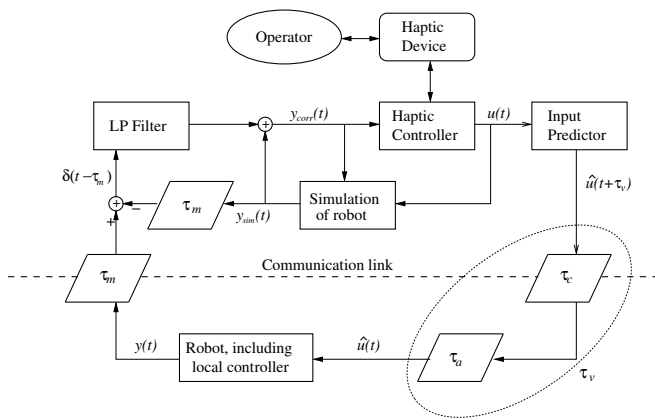 Operator
Haptic
Device
LP Filter
y_corr(t)
Haptic
Controller
u(t)
Input
Predictor
δ(t−τ_m)
+
+
−
τ_m
y_sim(t)
Simulation
of robot
û(t+τ_v)
τ_m
Communication link
τ_c
y(t)
Robot, including
local controller
û(t)
τ_a
τ_v